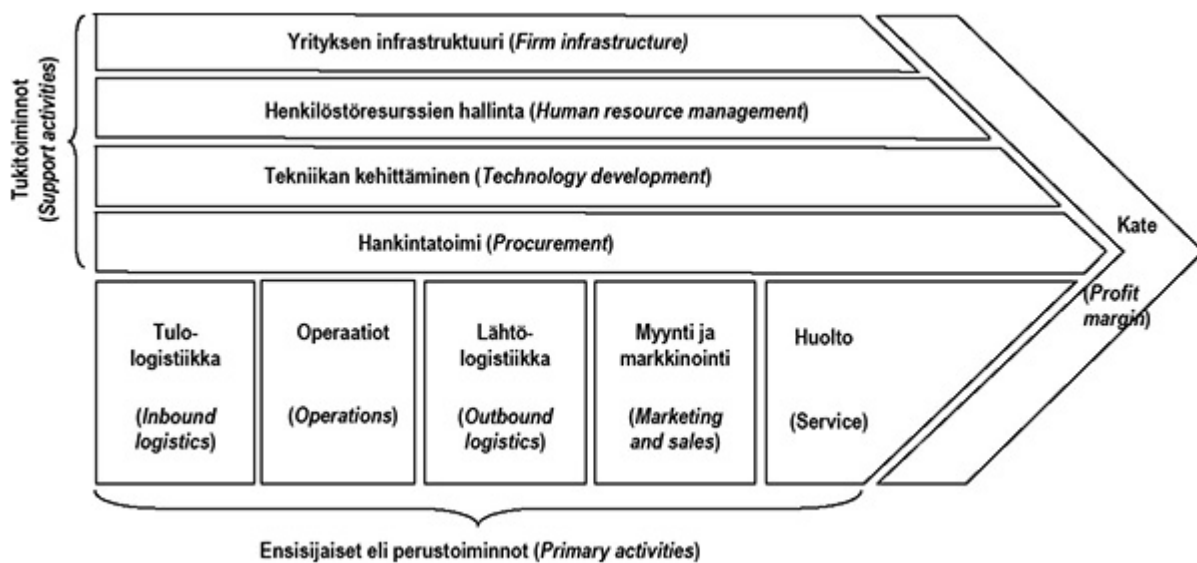 Tukitoiminnot
(Support activities)
Yrityksen infrastruktuuri (Firm infrastructure)
Henkilöstöresurssien hallinta (Human resource management)
Tekniikan kehittäminen (Technology development)
Hankintatoimi (Procurement)
Kate
(Profit
margin)
Tulo-
logistiikka
(Inbound
logistics)
Operaatiot
(Operations)
Lähtö-
logistiikka
(Outbound
logistics)
Myynti ja
markkinointi
(Marketing
and sales)
Huolto
(Service)
Ensisijaiset eli perustoiminnot (Primary activities)